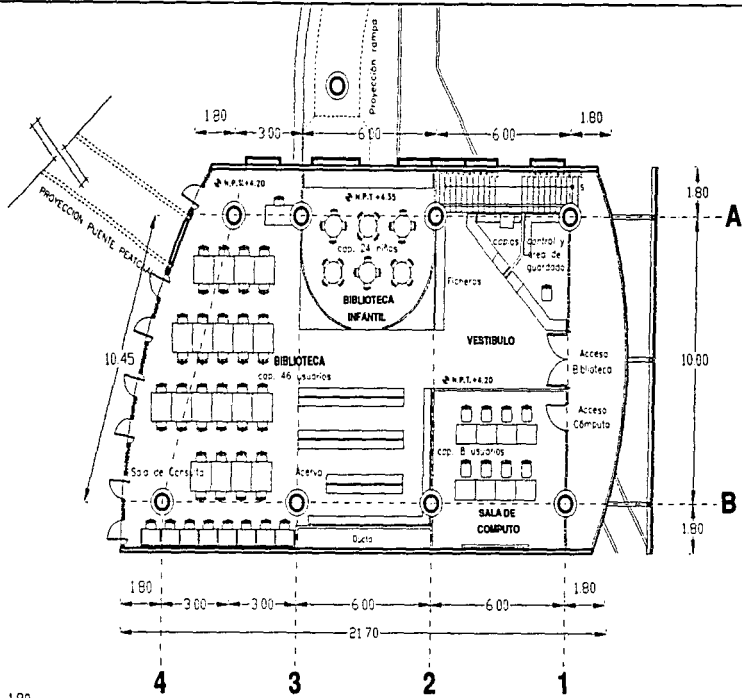 Proyección rampa
1.80
3.00
6.00
6.00
1.80
N.P.T.+4.20
N.P.T.+4.35
S
1.80
A
PROYECCION PUENTE PEATONAL
cap. 24 niños
copias
control y
área de
guardado
BIBLIOTECA
INFANTIL
Ficheros
VESTIBULO
10.45
BIBLIOTECA
cap. 46 usuarios
N.P.T.+4.20
Acceso
Biblioteca
10.00
Acceso
Cómputo
cap. 8 usuarios
Sala de Consulta
Acervo
B
SALA DE
COMPUTO
Ducto
1.80
1.80
3.00
3.00
6.00
6.00
1.80
21.70
4
3
2
1
1.80